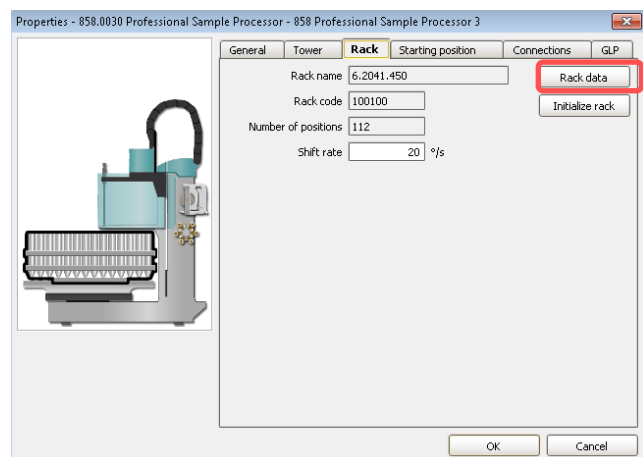 Properties - 858.0030 Professional Sample Processor - 858 Professional Sample Processor 3
General Tower Rack Starting position Connections GLP
Rack name 6.2041.450 Rack data
Rack code 100100 Initialize rack
Number of positions 112
Shift rate 20 °/s
OK Cancel